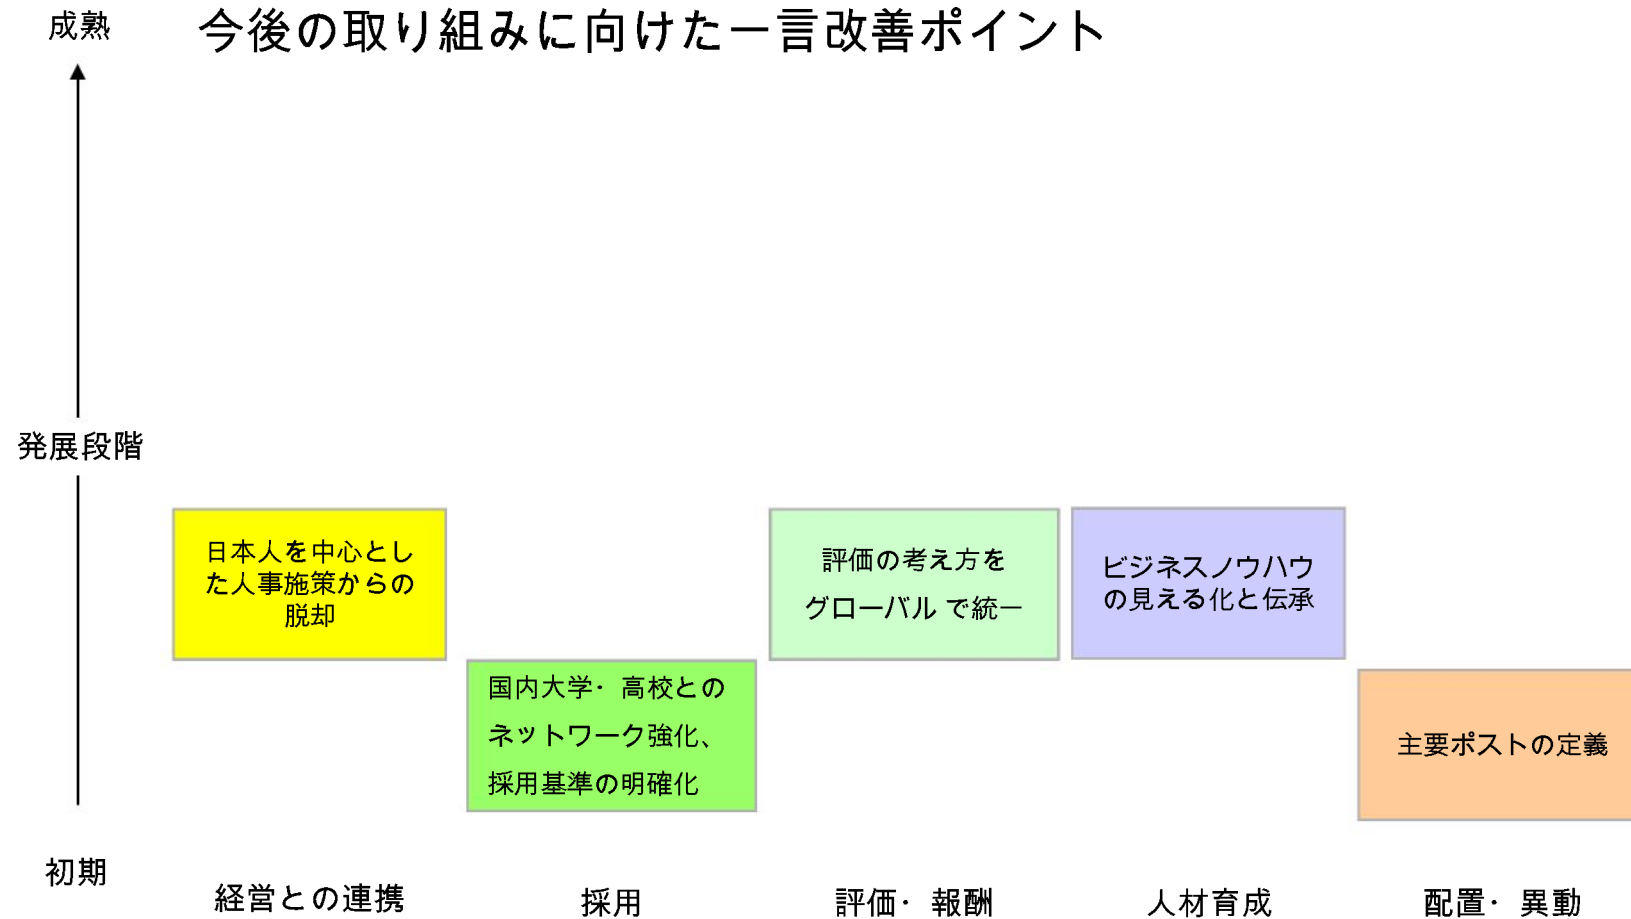 成熟
今後の取り組みに向けた一言改善ポイント
発展段階
日本人を中心とし
た人事施策からの
脱却
評価の考え方を
グローバル で統一
ビジネスノウハウ
の見える化と伝承
国内大学・ 高校との
ネットワーク強化、
採用基準の明確化
主要ポストの定義
初期
経営との連携
採用
評価・ 報酬
人材育成
配置・ 異動